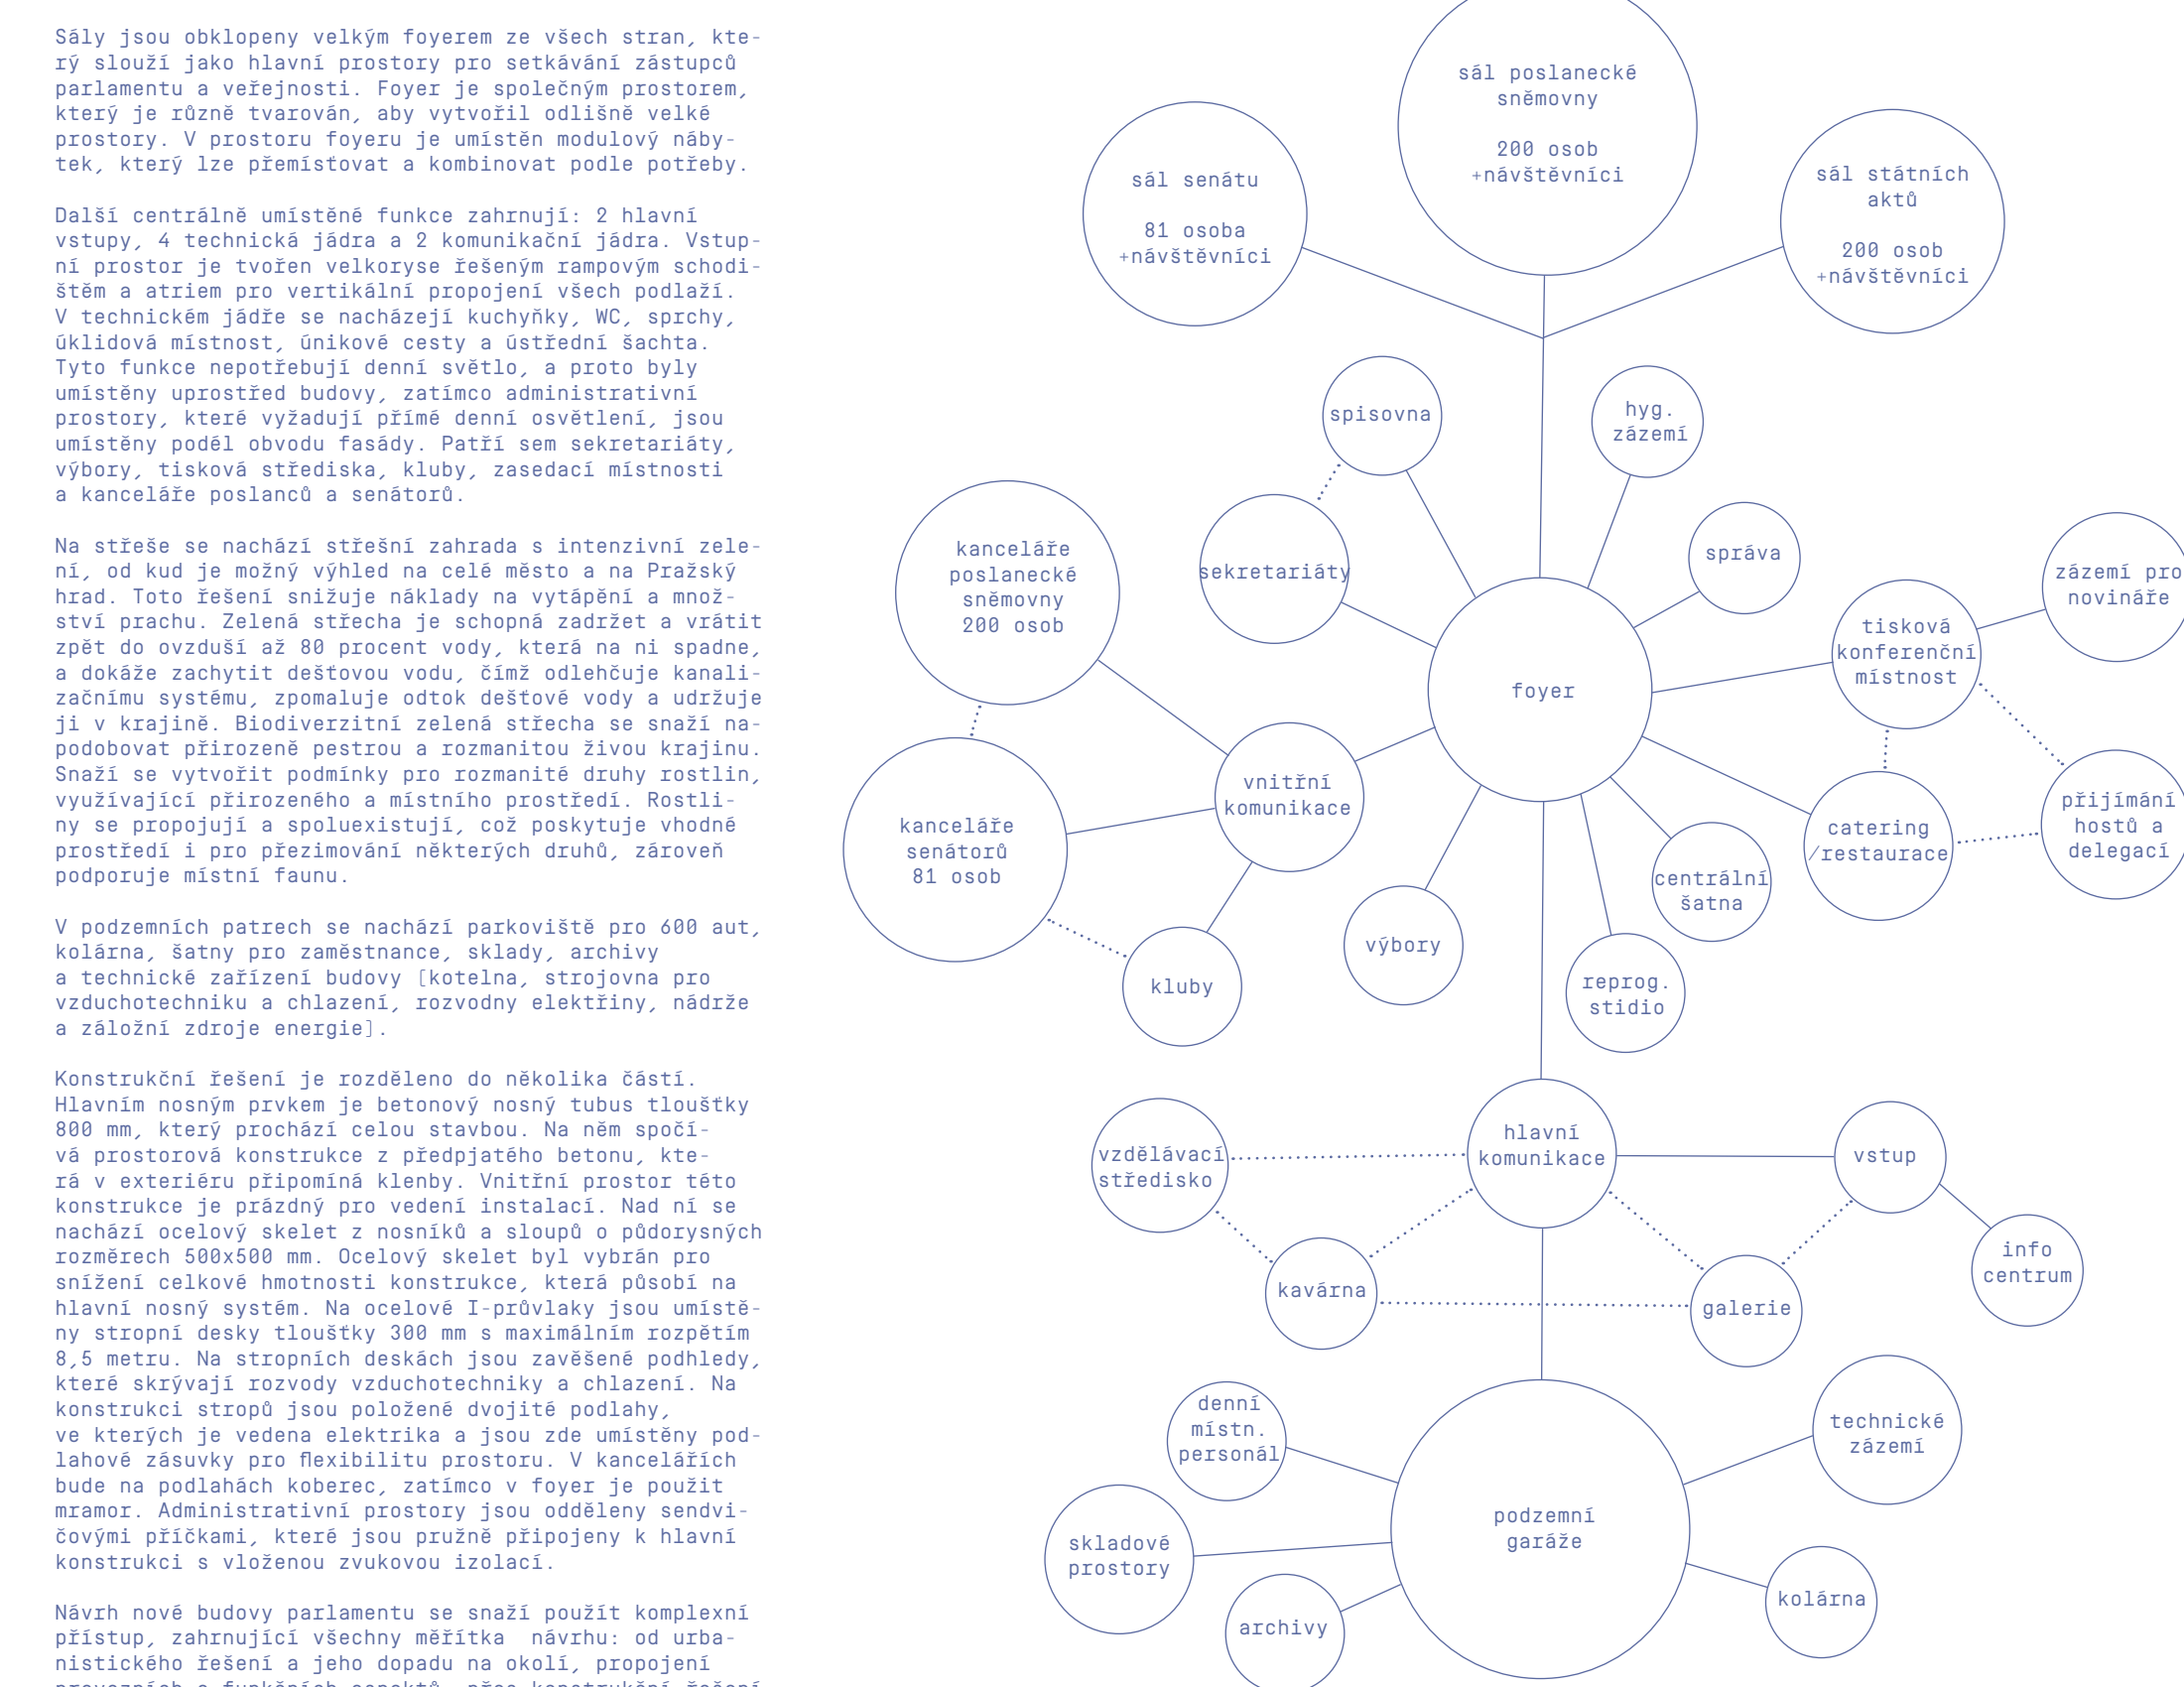 Sály jsou obklopeny velkým foyerem ze všech stran, kte-
rý slouží jako hlavní prostory pro setkávání zástupců
parlamentu a veřejnosti. Foyer je společným prostorem,
který je různě tvarován, aby vytvořil odlišně velké
prostory. V prostoru foyeru je umístěn modulový náby-
tek, který lze přemísťovat a kombinovat podle potřeby.
Další centrálně umístěné funkce zahrnují: 2 hlavní
vstupy, 4 technická jádra a 2 komunikační jádra. Vstup-
ní prostor je tvořen velkoryse řešeným rampovým schodi-
štěm a atriem pro vertikální propojení všech podlaží.
V technickém jádře se nacházejí kuchyňky, WC, sprchy,
úklidová místnost, únikové cesty a ústřední šachta.
Tyto funkce nepotřebují denní světlo, a proto byly
umístěny uprostřed budovy, zatímco administrativní
prostory, které vyžadují přímé denní osvětlení, jsou
umístěny podél obvodu fasády. Patří sem sekretariáty,
výbory, tisková střediska, kluby, zasedací místnosti
a kanceláře poslanců a senátorů.
Na střeše se nachází střešní zahrada s intenzivní zele-
ní, od kud je možný výhled na celé město a na Pražský
hrad. Toto řešení snižuje náklady na vytápění a množ-
ství prachu. Zelená střecha je schopná zadržet a vrátit
zpět do ovzduší až 80 procent vody, která na ni spadne,
a dokáže zachytit dešťovou vodu, čímž odlehčuje kanali-
začnímu systému, zpomaluje odtok dešťové vody a udržuje
ji v krajině. Biodiverzitní zelená střecha se snaží na-
podobovat přirozeně pestrou a rozmanitou živou krajinu.
Snaží se vytvořit podmínky pro rozmanité druhy rostlin,
využívající přirozeného a místního prostředí. Rostli-
ny se propojují a spoluexistují, což poskytuje vhodné
prostředí i pro přezimování některých druhů, zároveň
podporuje místní faunu.
V podzemních patrech se nachází parkoviště pro 600 aut,
kolárna, šatny pro zaměstnance, sklady, archivy
a technické zařízení budovy [kotelna, strojovna pro
vzduchotechniku a chlazení, rozvodny elektřiny, nádrže
a záložní zdroje energie].
Konstrukční řešení je rozděleno do několika částí.
Hlavním nosným prvkem je betonový nosný tubus tloušťky
800 mm, který prochází celou stavbou. Na něm spočí-
vá prostorová konstrukce z předpjatého betonu, kte-
rá v exteriéru připomíná klenby. Vnitřní prostor této
konstrukce je prázdný pro vedení instalací. Nad ní se
nachází ocelový skelet z nosníků a sloupů o půdorysných
rozměrech 500x500 mm. Ocelový skelet byl vybrán pro
snížení celkové hmotnosti konstrukce, která působí na
hlavní nosný systém. Na ocelové I-průvlaky jsou umístě-
ny stropní desky tloušťky 300 mm s maximálním rozpětím
8,5 metru. Na stropních deskách jsou zavěšené podhledy,
které skrývají rozvody vzduchotechniky a chlazení. Na
konstrukci stropů jsou položené dvojité podlahy,
ve kterých je vedena elektrika a jsou zde umístěny pod-
lahové zásuvky pro flexibilitu prostoru. V kancelářích
bude na podlahách koberec, zatímco v foyer je použit
mramor. Administrativní prostory jsou odděleny sendvi-
čovými příčkami, které jsou pružně připojeny k hlavní
konstrukci s vloženou zvukovou izolací.
Návrh nové budovy parlamentu se snaží použít komplexní
přístup, zahrnující všechny měřítka  návrhu: od urba-
nistického řešení a jeho dopadu na okolí, propojení
sál poslanecké
sněmovny
200 osob
+návštěvníci
sál senátu
81 osoba
+návštěvníci
sál státních
aktů
200 osob
+návštěvníci
spisovna
hyg.
zázemí
kanceláře
poslanecké
sněmovny
200 osob
sekretariáty
správa
zázemí pro
novináře
tisková
konferenční
místnost
foyer
vnitřní
komunikace
kanceláře
senátorů
81 osob
přijímání
hostů a
delegací
catering
/restaurace
centrální
šatna
výbory
kluby
reprog.
stidio
hlavní
komunikace
vzdělávací
středisko
vstup
info
centrum
kavárna
galerie
denní
místn.
personál
technické
zázemí
podzemní
garáže
skladové
prostory
kolárna
archivy